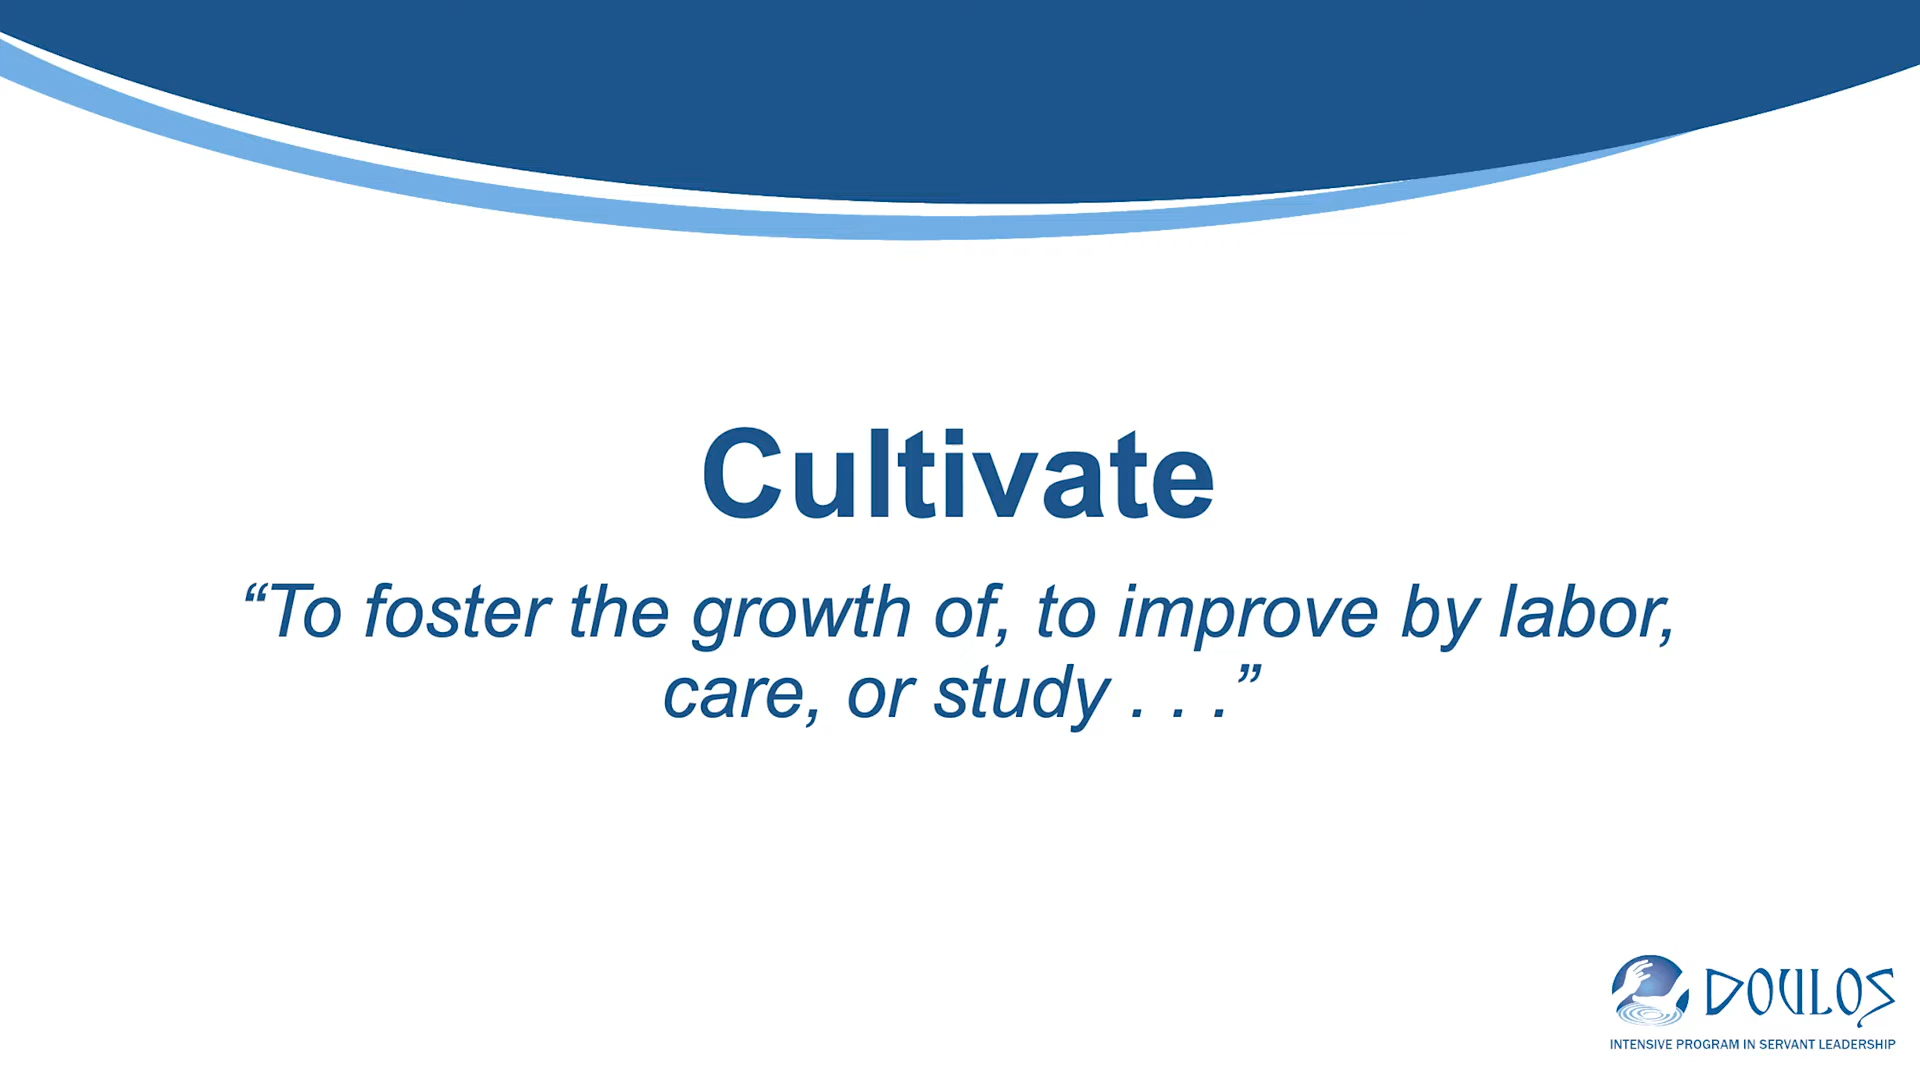 Cultivate
“To foster the growth of, to improve by labor,
care, or study . . .”
DOULOS
INTENSIVE PROGRAM IN SERVANT LEADERSHIP